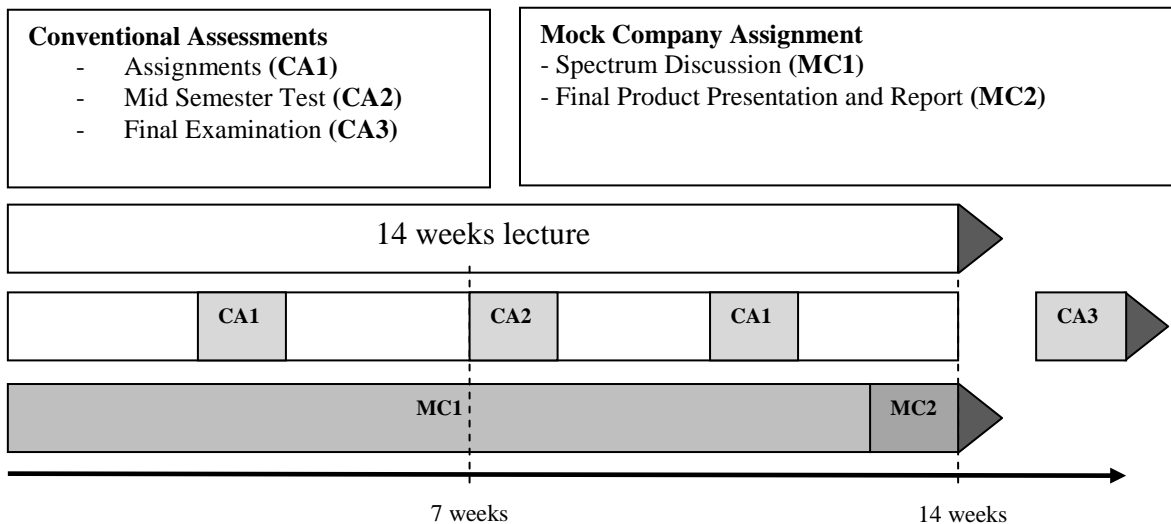 Conventional Assessments
- Assignments (CA1)
- Mid Semester Test (CA2)
- Final Examination (CA3)
Mock Company Assignment
- Spectrum Discussion (MC1)
- Final Product Presentation and Report (MC2)
14 weeks lecture
CA1 CA2 CA1 CA3
MC1 MC2
7 weeks 14 weeks